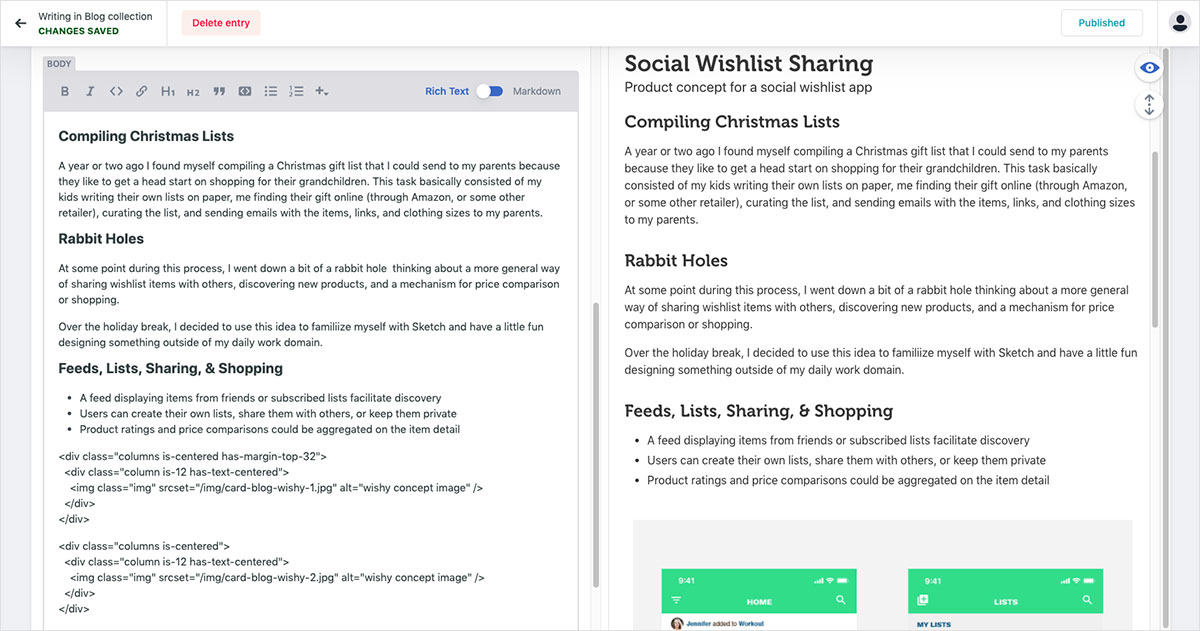 Writing in Blog collection
CHANGES SAVED
Delete entry
Published
BODY
B I <> H1 H2 ❞ Rich Text Markdown
Compiling Christmas Lists
A year or two ago I found myself compiling a Christmas gift list that I could send to my parents because
they like to get a head start on shopping for their grandchildren. This task basically consisted of my
kids writing their own lists on paper, me finding their gift online (through Amazon, or some other
retailer), curating the list, and sending emails with the items, links, and clothing sizes to my parents.
Rabbit Holes
At some point during this process, I went down a bit of a rabbit hole  thinking about a more general way
of sharing wishlist items with others, discovering new products, and a mechanism for price comparison
or shopping.
Over the holiday break, I decided to use this idea to familiize myself with Sketch and have a little fun
designing something outside of my daily work domain.
Feeds, Lists, Sharing, & Shopping
• A feed displaying items from friends or subscribed lists facilitate discovery
• Users can create their own lists, share them with others, or keep them private
• Product ratings and price comparisons could be aggregated on the item detail
<div class="columns is-centered has-margin-top-32">
<div class="column is-12 has-text-centered">
<img class="img" srcset="/img/card-blog-wishy-1.jpg" alt="wishy concept image" />
</div>
</div>
<div class="columns is-centered">
<div class="column is-12 has-text-centered">
<img class="img" srcset="/img/card-blog-wishy-2.jpg" alt="wishy concept image" />
</div>
</div>
Social Wishlist Sharing
Product concept for a social wishlist app
Compiling Christmas Lists
A year or two ago I found myself compiling a Christmas gift list that I could send to my parents
because they like to get a head start on shopping for their grandchildren. This task basically
consisted of my kids writing their own lists on paper, me finding their gift online (through Amazon,
or some other retailer), curating the list, and sending emails with the items, links, and clothing sizes
to my parents.
Rabbit Holes
At some point during this process, I went down a bit of a rabbit hole thinking about a more general
way of sharing wishlist items with others, discovering new products, and a mechanism for price
comparison or shopping.
Over the holiday break, I decided to use this idea to familiize myself with Sketch and have a little fun
designing something outside of my daily work domain.
Feeds, Lists, Sharing, & Shopping
• A feed displaying items from friends or subscribed lists facilitate discovery
• Users can create their own lists, share them with others, or keep them private
• Product ratings and price comparisons could be aggregated on the item detail
9:41
HOME
Jennifer added to Workout
9:41
LISTS
MY LISTS